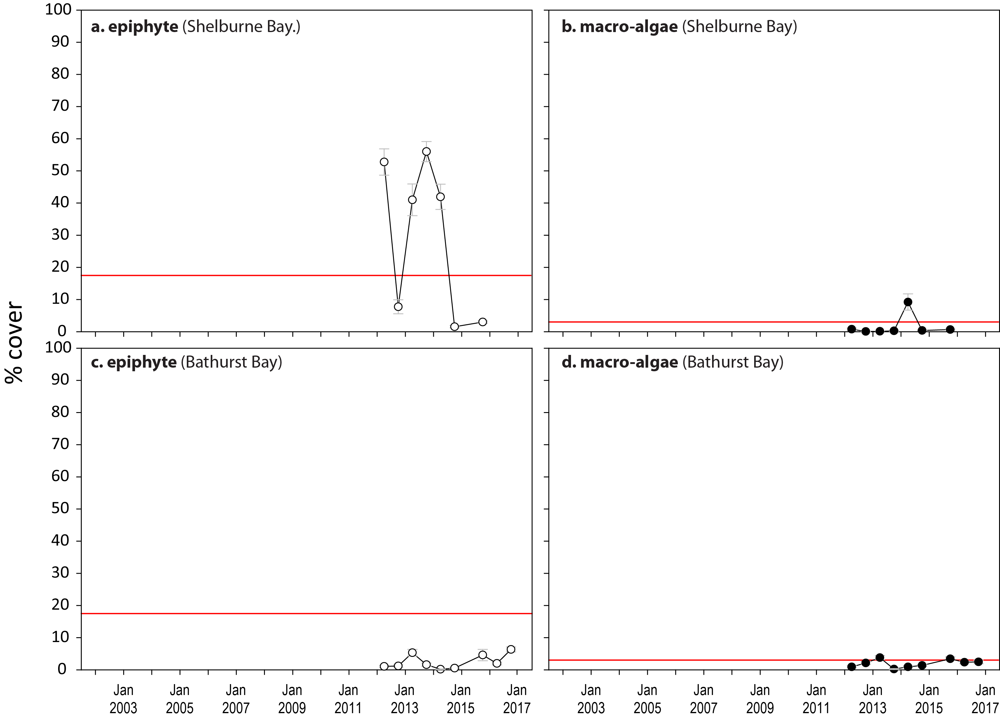 % cover
a. epiphyte (Shelburne Bay.)
100
90
80
70
60
50
40
30
20
10
0
b. macro-algae (Shelburne Bay)
c. epiphyte (Bathurst Bay)
100
90
80
70
60
50
40
30
20
10
0
d. macro-algae (Bathurst Bay)
Jan Jan Jan Jan Jan Jan Jan Jan
2003 2005 2007 2009 2011 2013 2015 2017
Jan Jan Jan Jan Jan Jan Jan Jan
2003 2005 2007 2009 2011 2013 2015 2017